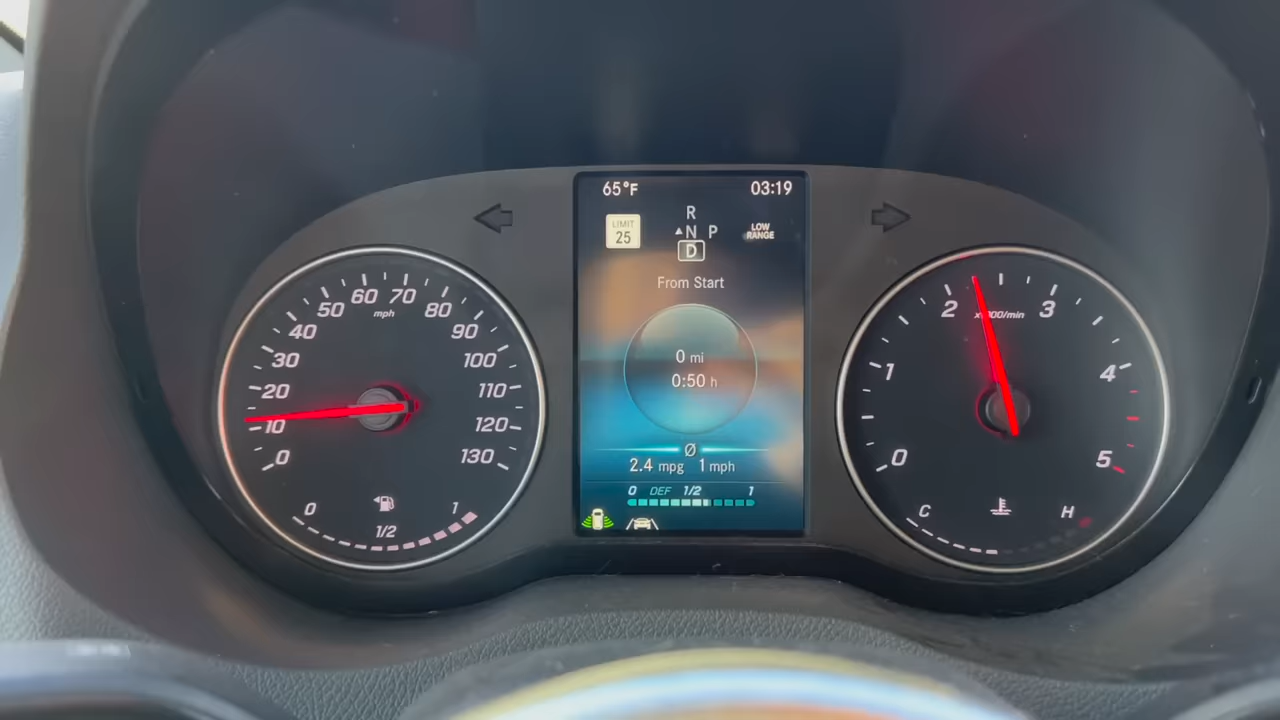 65°F 03:19
LIMIT
25
R
N P
D
LOW
RANGE
From Start
0 mi
0:50 h
Ø
2.4 mpg 1 mph
0 DEF 1/2 1
0
10
20
30
40
50
60
70
80
90
100
110
120
130
mph
0
1/2
1
0
1
2
3
4
5
x1000/min
C
H